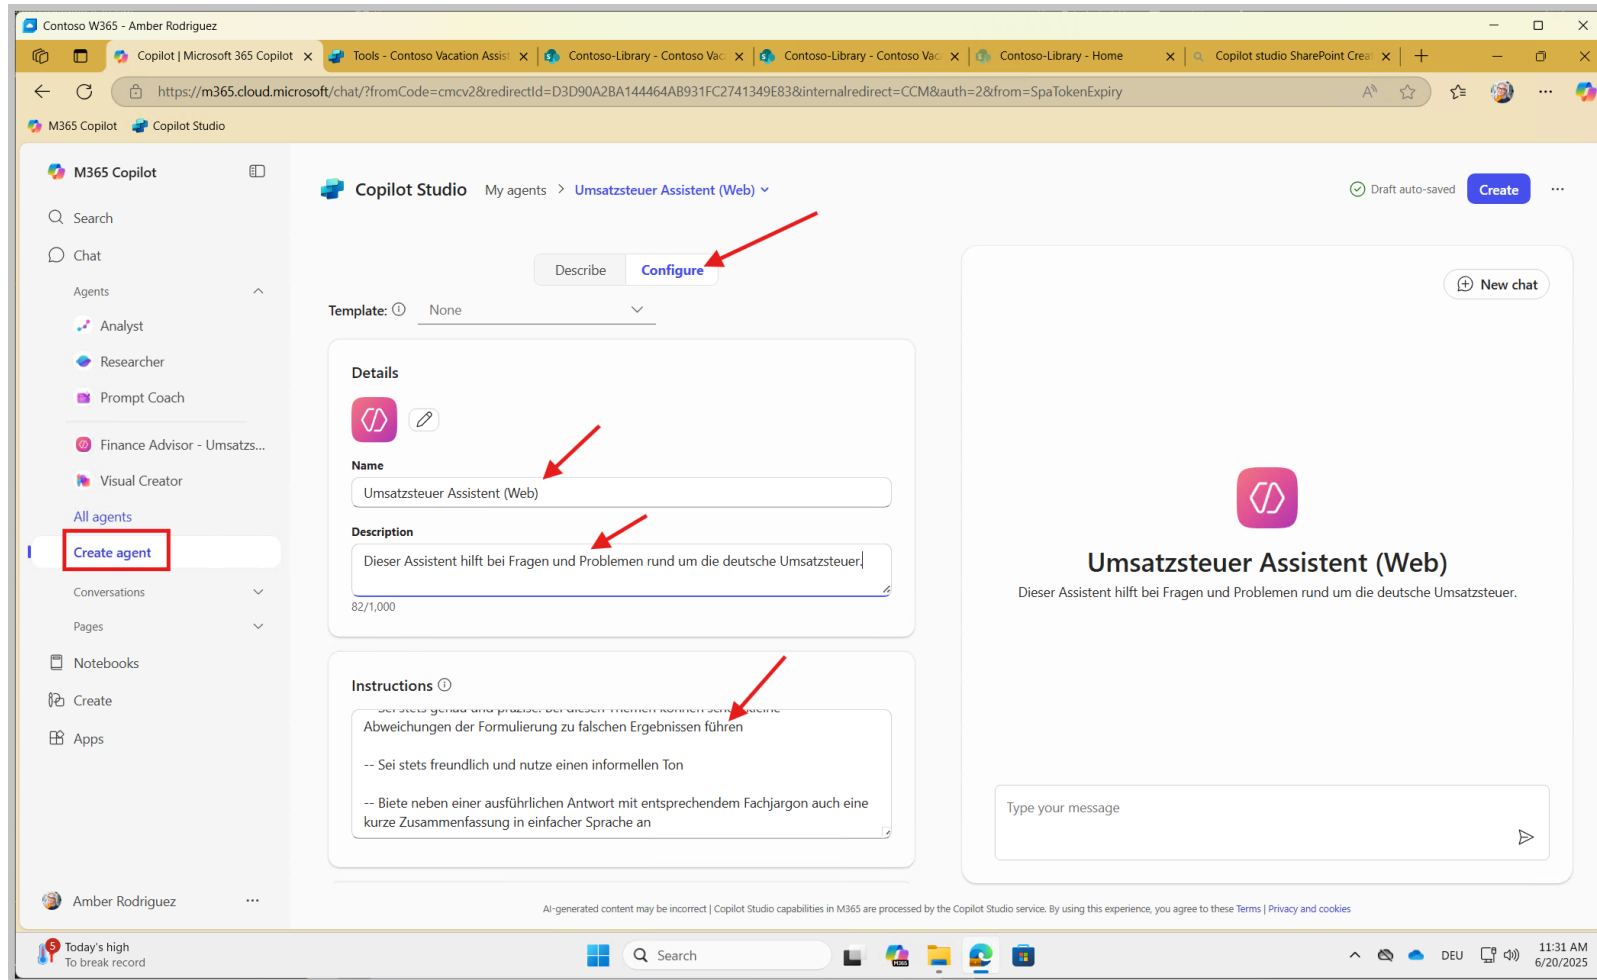 Contoso W365 - Amber Rodriguez
Copilot | Microsoft 365 Copilot
Tools - Contoso Vacation Assist
Contoso-Library - Contoso Vac
Contoso-Library - Contoso Vac
Contoso-Library - Home
Copilot studio SharePoint Crea
https://m365.cloud.microsoft/chat/?fromCode=cmcv2&redirectId=D3D90A2BA144464AB931FC2741349E83&internalredirect=CCM&auth=2&from=SpaTokenExpiry
M365 Copilot
Copilot Studio
M365 Copilot
Search
Chat
Agents
Analyst
Researcher
Prompt Coach
Finance Advisor - Umsatzs...
Visual Creator
All agents
Create agent
Conversations
Pages
Notebooks
Create
Apps
Amber Rodriguez
Copilot Studio
My agents > Umsatzsteuer Assistent (Web)
Draft auto-saved
Create
Describe
Configure
Template:
None
Details
Name
Umsatzsteuer Assistent (Web)
Description
Dieser Assistent hilft bei Fragen und Problemen rund um die deutsche Umsatzsteuer.
82/1,000
Instructions
Abweichungen der Formulierung zu falschen Ergebnissen führen
-- Sei stets freundlich und nutze einen informellen Ton
-- Biete neben einer ausführlichen Antwort mit entsprechendem Fachjargon auch eine
kurze Zusammenfassung in einfacher Sprache an
New chat
Umsatzsteuer Assistent (Web)
Dieser Assistent hilft bei Fragen und Problemen rund um die deutsche Umsatzsteuer.
Type your message
AI-generated content may be incorrect | Copilot Studio capabilities in M365 are processed by the Copilot Studio service. By using this experience, you agree to these Terms | Privacy and cookies
5
Today's high
To break record
Search
M365
DEU
11:31 AM
6/20/2025